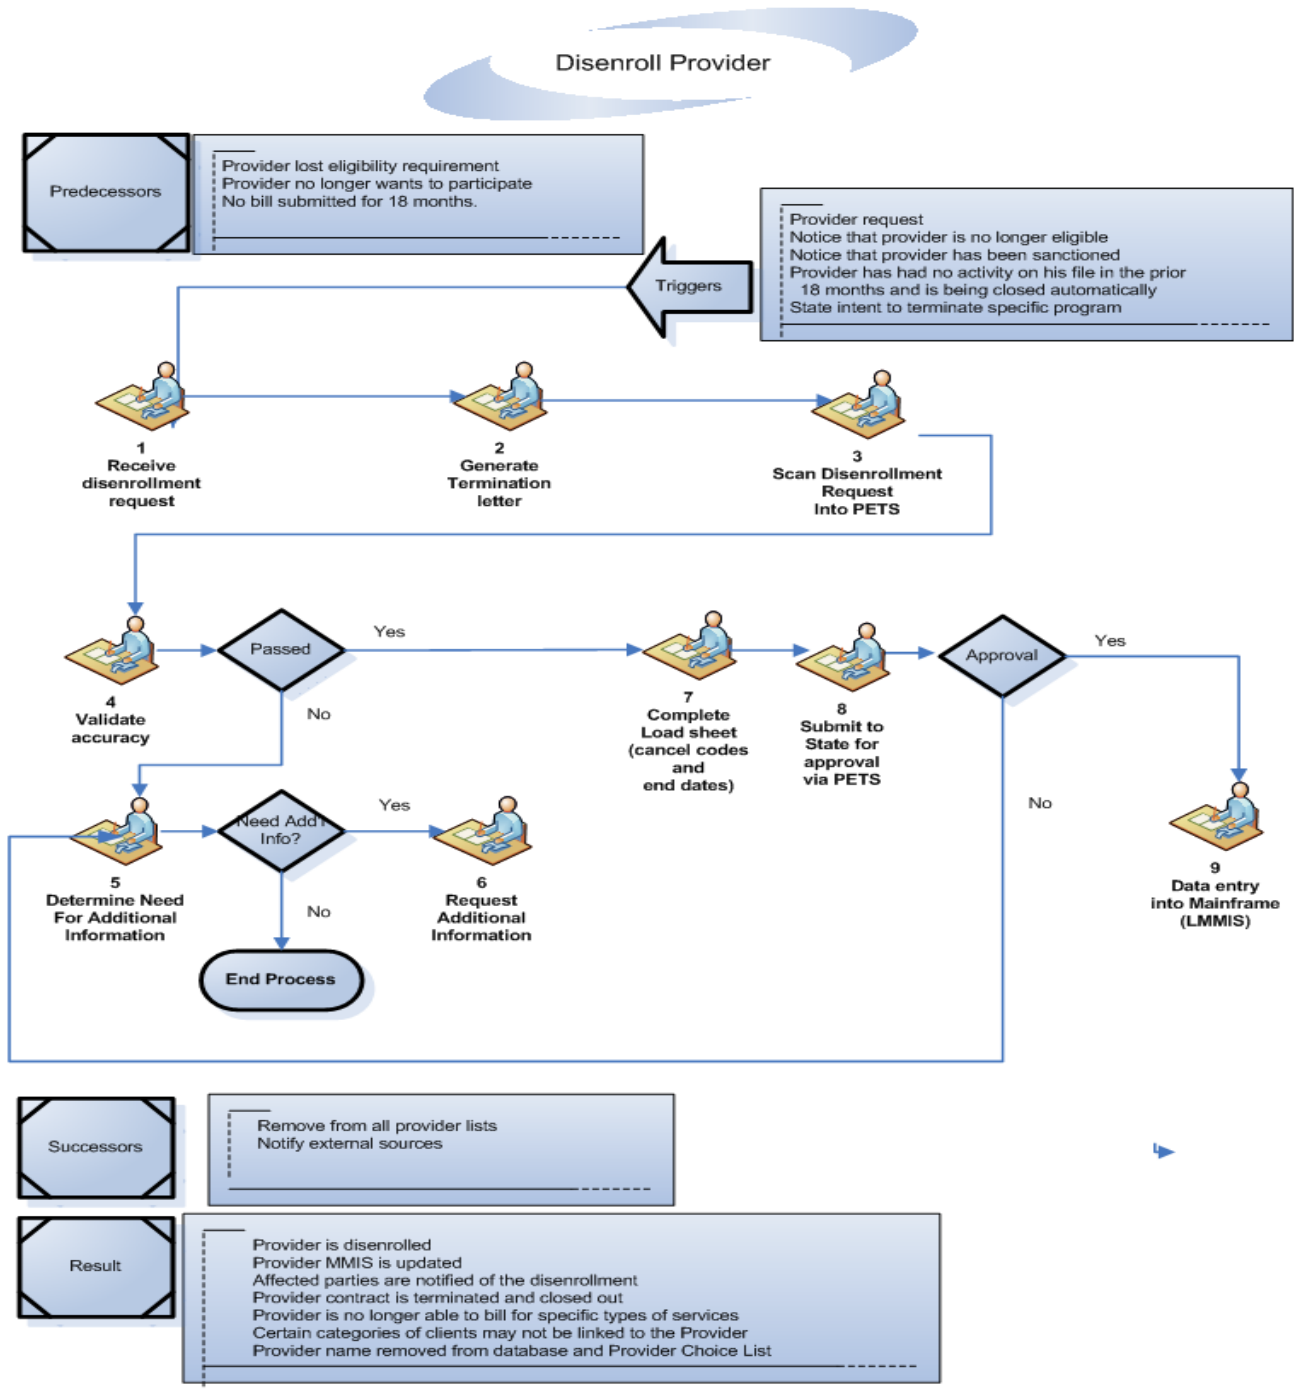 Disenroll Provider
Predecessors
Provider lost eligibility requirement
Provider no longer wants to participate
No bill submitted for 18 months.
Triggers
Provider request
Notice that provider is no longer eligible
Notice that provider has been sanctioned
Provider has had no activity on his file in the prior
18 months and is being closed automatically
State intent to terminate specific program
1
Receive
disenrollment
request
2
Generate
Termination
letter
3
Scan Disenrollment
Request
Into PETS
4
Validate
accuracy
Passed
Yes
No
7
Complete
Load sheet
(cancel codes
and
end dates)
8
Submit to
State for
approval
via PETS
Approval
Yes
No
9
Data entry
into Mainframe
(LMMIS)
5
Determine Need
For Additional
Information
Need Add'l
Info?
Yes
No
6
Request
Additional
Information
End Process
Successors
Remove from all provider lists
Notify external sources
Result
Provider is disenrolled
Provider MMIS is updated
Affected parties are notified of the disenrollment
Provider contract is terminated and closed out
Provider is no longer able to bill for specific types of services
Certain categories of clients may not be linked to the Provider
Provider name removed from database and Provider Choice List